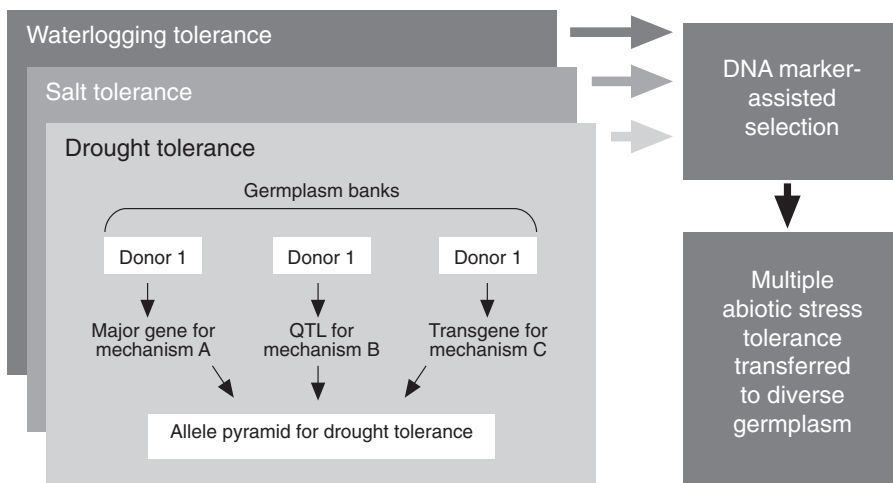 Waterlogging tolerance
Salt tolerance
Drought tolerance
Germplasm banks
Donor 1
Donor 1
Donor 1
Major gene for
mechanism A
QTL for
mechanism B
Transgene for
mechanism C
Allele pyramid for drought tolerance
DNA marker-
assisted
selection
Multiple
abiotic stress
tolerance
transferred
to diverse
germplasm